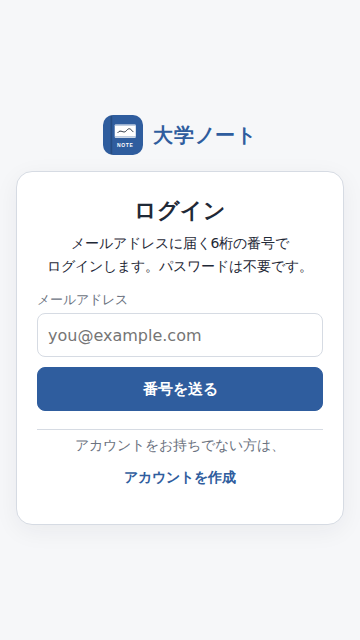 NOTE
大学ノート
ログイン
メールアドレスに届く6桁の番号で
ログインします。パスワードは不要です。
メールアドレス
you@example.com
番号を送る
アカウントをお持ちでない方は、
アカウントを作成